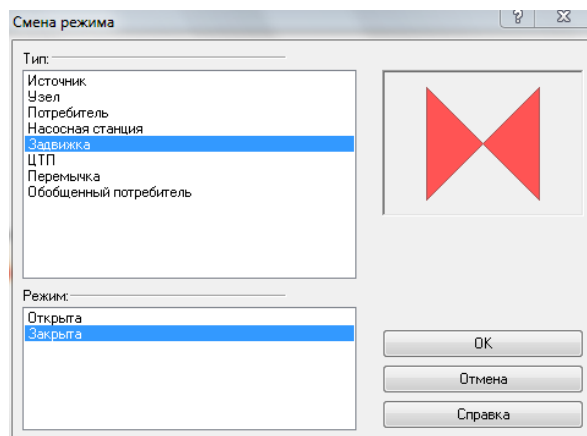 Смена режима
Тип:
Источник
Узел
Потребитель
Насосная станция
Задвижка
ЦТП
Перемычка
Обобщенный потребитель
Режим:
Открыта
Закрыта
OK
Отмена
Справка